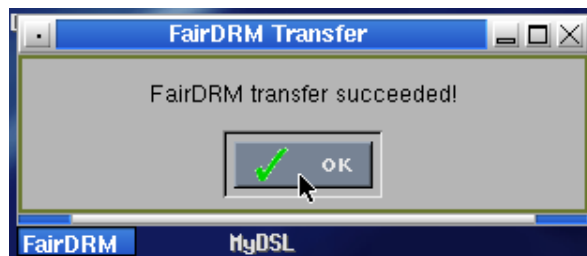 FairDRM Transfer
FairDRM transfer succeeded!
OK
FairDRM
MyDSL